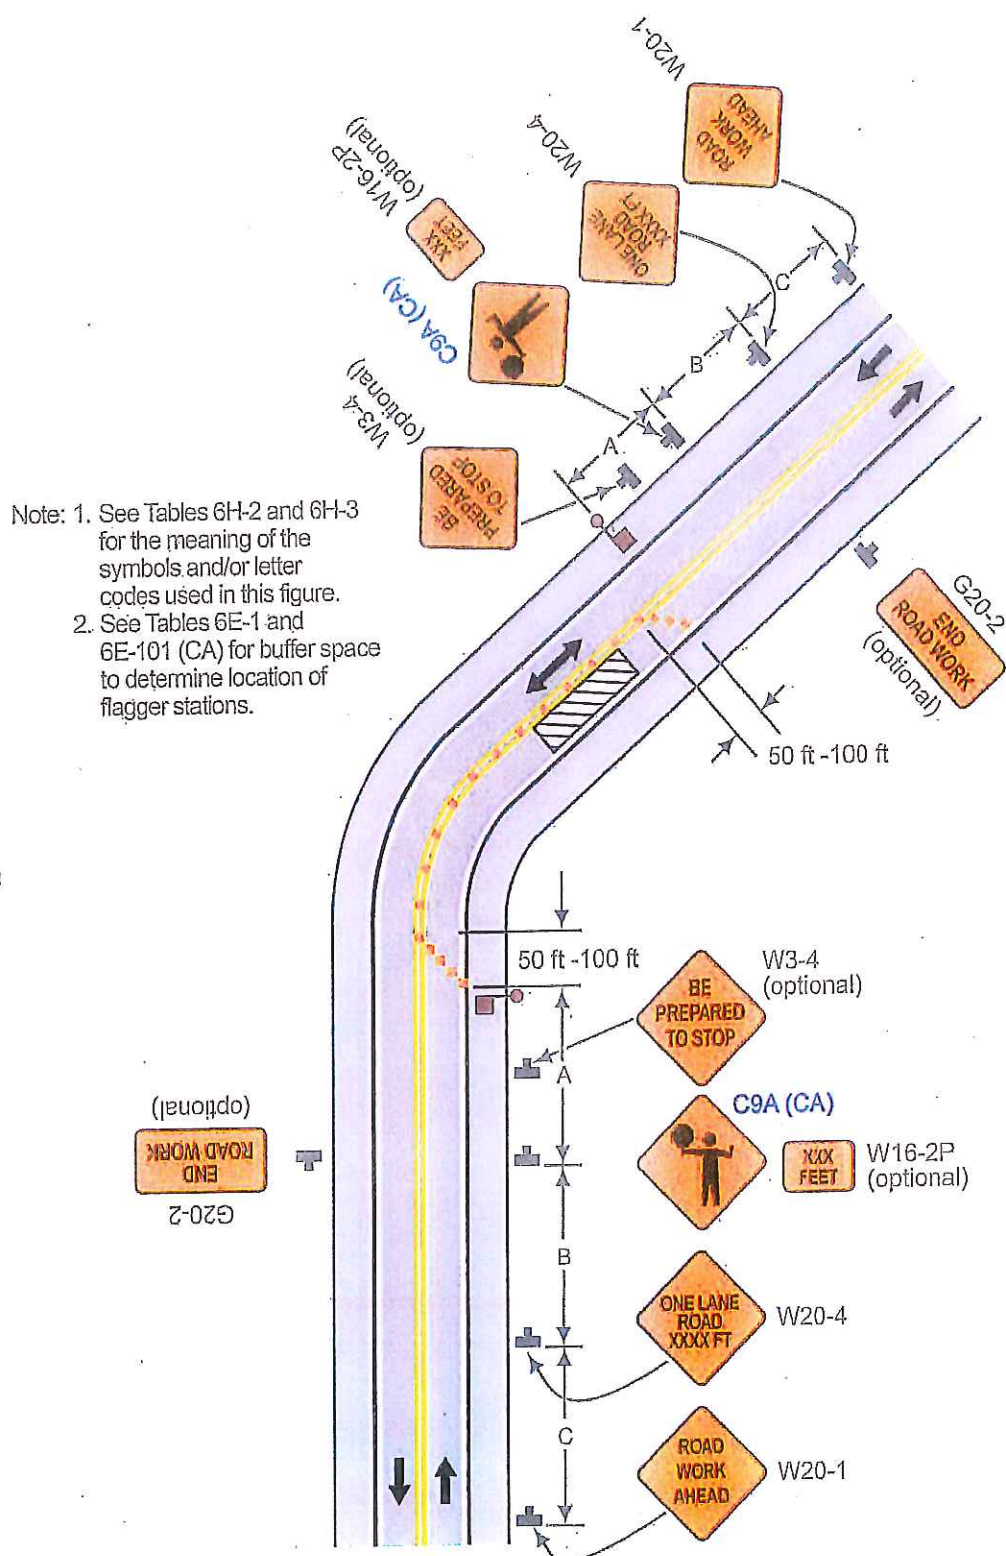 W20-1
ROAD
WORK
AHEAD
W20-4
ONE LANE
ROAD
XXXX FT
W16-2P
(optional)
XXX
FEET
C9A (CA)
W3-4
(optional)
BE
PREPARED
TO STOP
C
B
A
Note: 1. See Tables 6H-2 and 6H-3
for the meaning of the
symbols and/or letter
codes used in this figure.
2. See Tables 6E-1 and
6E-101 (CA) for buffer space
to determine location of
flagger stations.
G20-2
END
ROAD WORK
(optional)
50 ft -100 ft
50 ft -100 ft
W3-4
(optional)
BE
PREPARED
TO STOP
A
C9A (CA)
XXX
FEET
W16-2P
(optional)
G20-2
END
ROAD WORK
(optional)
B
ONE LANE
ROAD
XXXX FT
W20-4
C
ROAD
WORK
AHEAD
W20-1